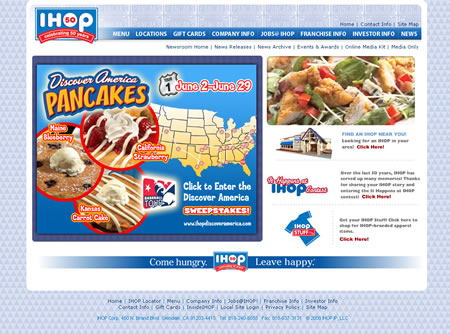 IHOP 50
celebrating 50 years
Home | Contact Info | Site Map
MENU LOCATIONS GIFT CARDS COMPANY INFO JOBS@ IHOP FRANCHISE INFO INVESTOR INFO NEWS
Newsroom Home | News Releases | News Archive | Events & Awards | Online Media Kit | Media Only
Discover America
PANCAKES
1
June 2-June 29
Maine
Blueberry
California
Strawberry
Kansas
Carrot Cake
Click to Enter the
Discover America
SWEEPSTAKES!
www.ihopdiscoveramerica.com
FIND AN IHOP NEAR YOU!
Looking for an IHOP in your
area? Click Here!
It Happens at
IHOP
Contest
Over the last 50 years, IHOP has
served up many memories! Thanks
for sharing your story and entering
the It Happens at IHOP
contest! Click Here!
IHOP
STUFF
Get your IHOP Stuff! Click here to
shop for IHOP-branded apparel
items.
Click Here!
Come hungry. IHOP Leave happy.
Home | IHOP Locator | Menu | Company Info | Jobs@IHOP! | Franchise Info | Investor Info
Contact Info | Gift Cards | InsideIHOP | Local Site Login | Privacy Policy | Site Map
IHOP Corp. 450 N. Brand Blvd. Glendale, CA 91203-4415 Tel: 818-240-6055 Fax: 818-637-3131 © 2008 IHOP IP, LLC